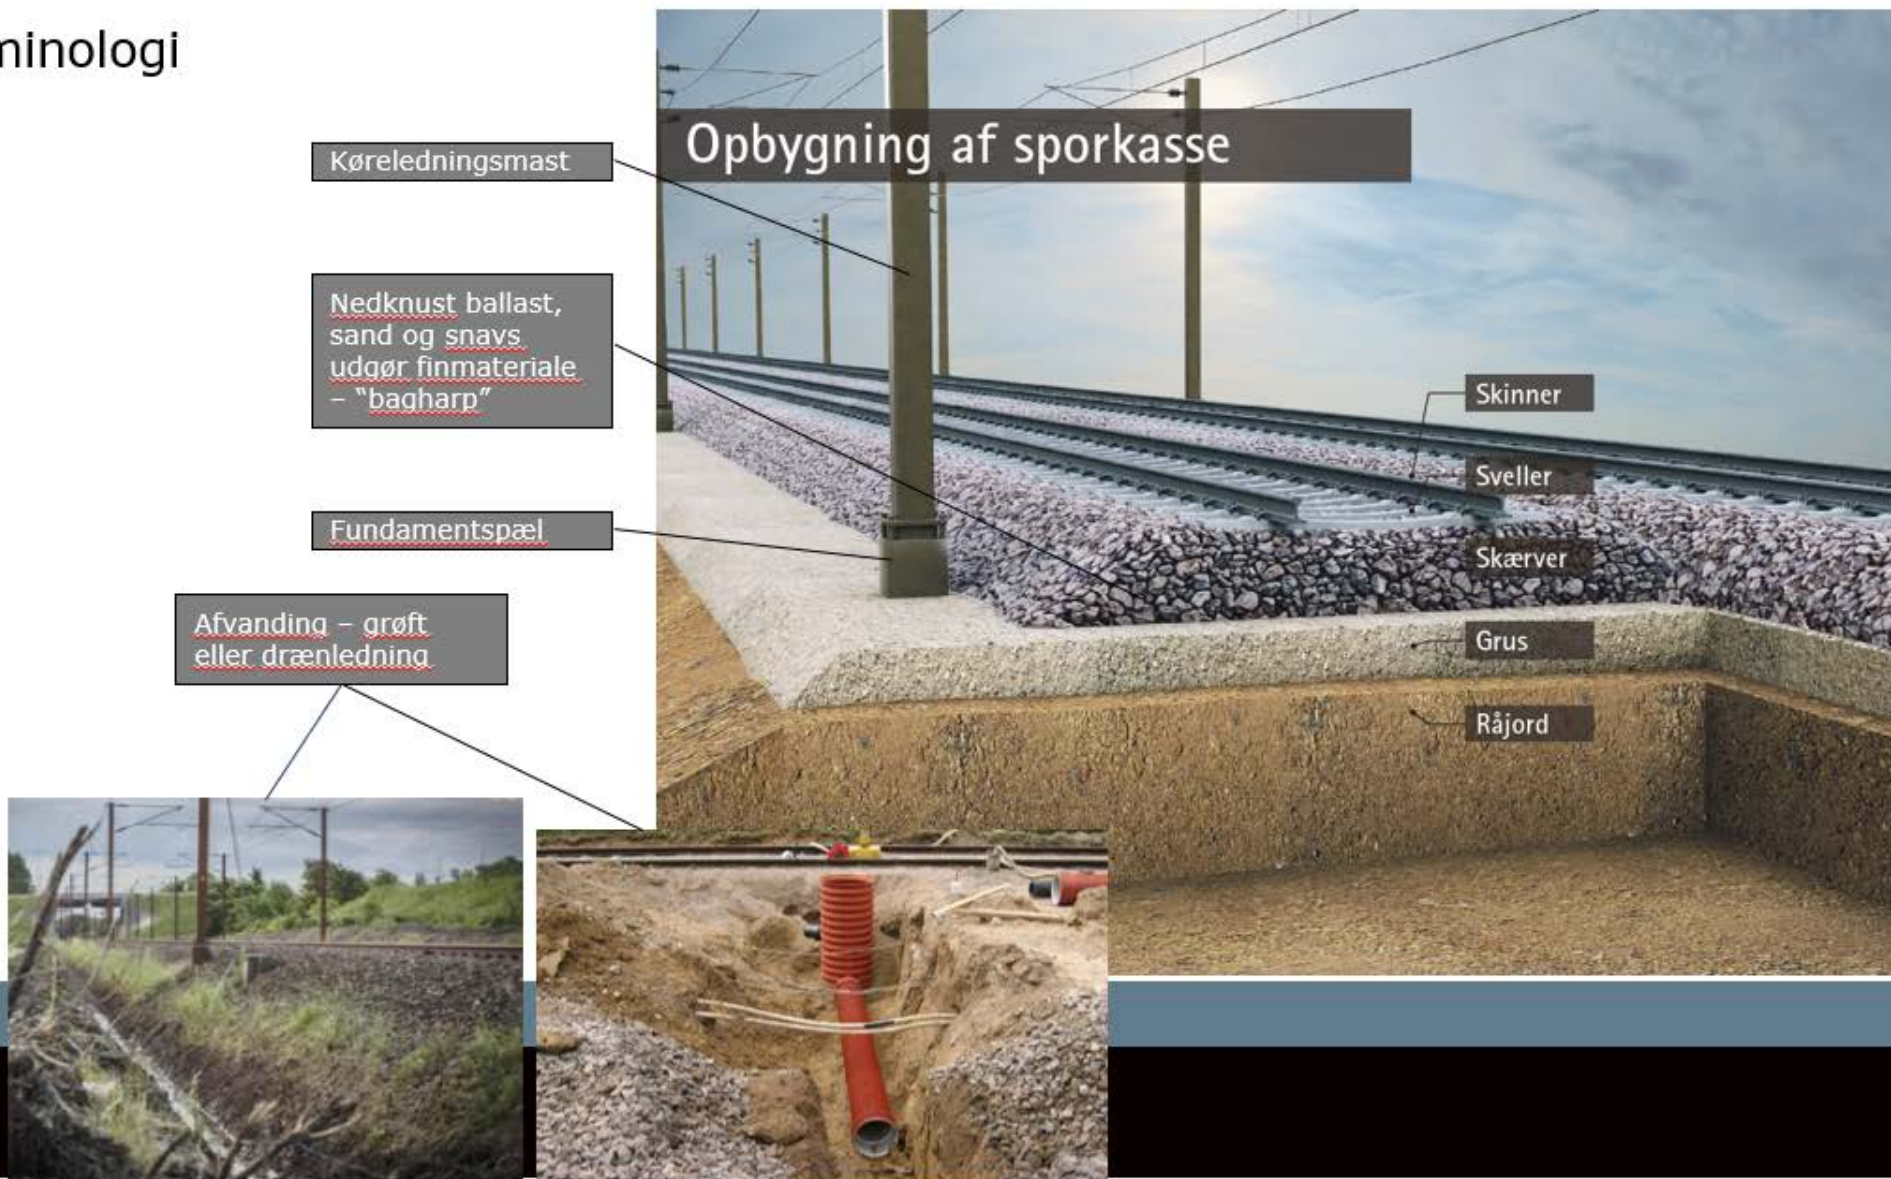 minologi
Opbygning af sporkasse
Køreledningsmast
Nedknust ballast,
sand og snavs
udgør finmateriale
– “bagharp”
Fundamentspæl
Afvanding – grøft
eller drænledning
Skinner
Sveller
Skærver
Grus
Råjord